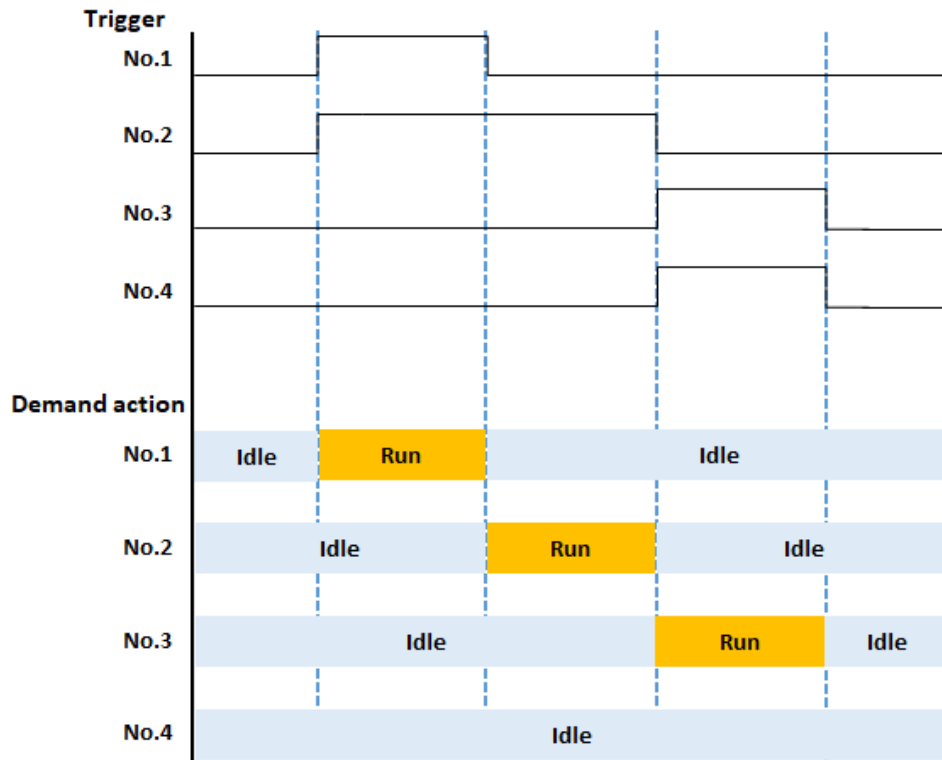 Trigger
No.1
No.2
No.3
No.4
Demand action
No.1 Idle Run Idle
No.2 Idle Run Idle
No.3 Idle Run Idle
No.4 Idle